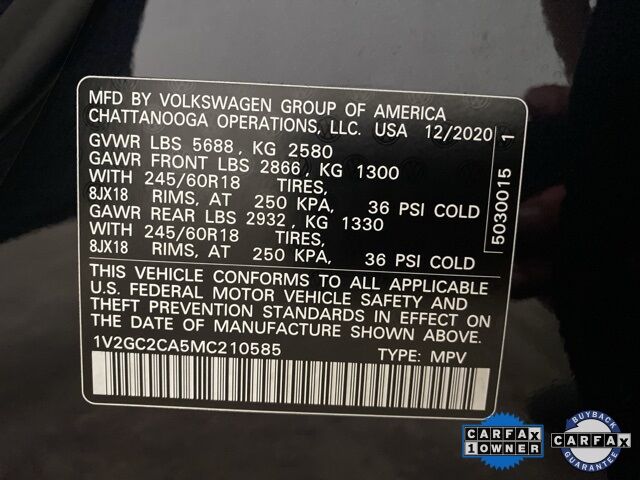 MFD BY VOLKSWAGEN GROUP OF AMERICA
CHATTANOOGA OPERATIONS, LLC. USA 12/2020
GVWR LBS 5688 , KG 2580
GAWR FRONT LBS 2866 , KG 1300
WITH 245/60R18 TIRES,
8JX18 RIMS, AT 250 KPA, 36 PSI COLD
GAWR REAR LBS 2932 , KG 1330
WITH 245/60R18 TIRES,
8JX18 RIMS, AT 250 KPA, 36 PSI COLD
THIS VEHICLE CONFORMS TO ALL APPLICABLE
U.S. FEDERAL MOTOR VEHICLE SAFETY AND
THEFT PREVENTION STANDARDS IN EFFECT ON
THE DATE OF MANUFACTURE SHOWN ABOVE.
1V2GC2CA5MC210585 TYPE: MPV
5030015 1
CARFAX
1 OWNER
BUYBACK
CARFAX
GUARANTEE